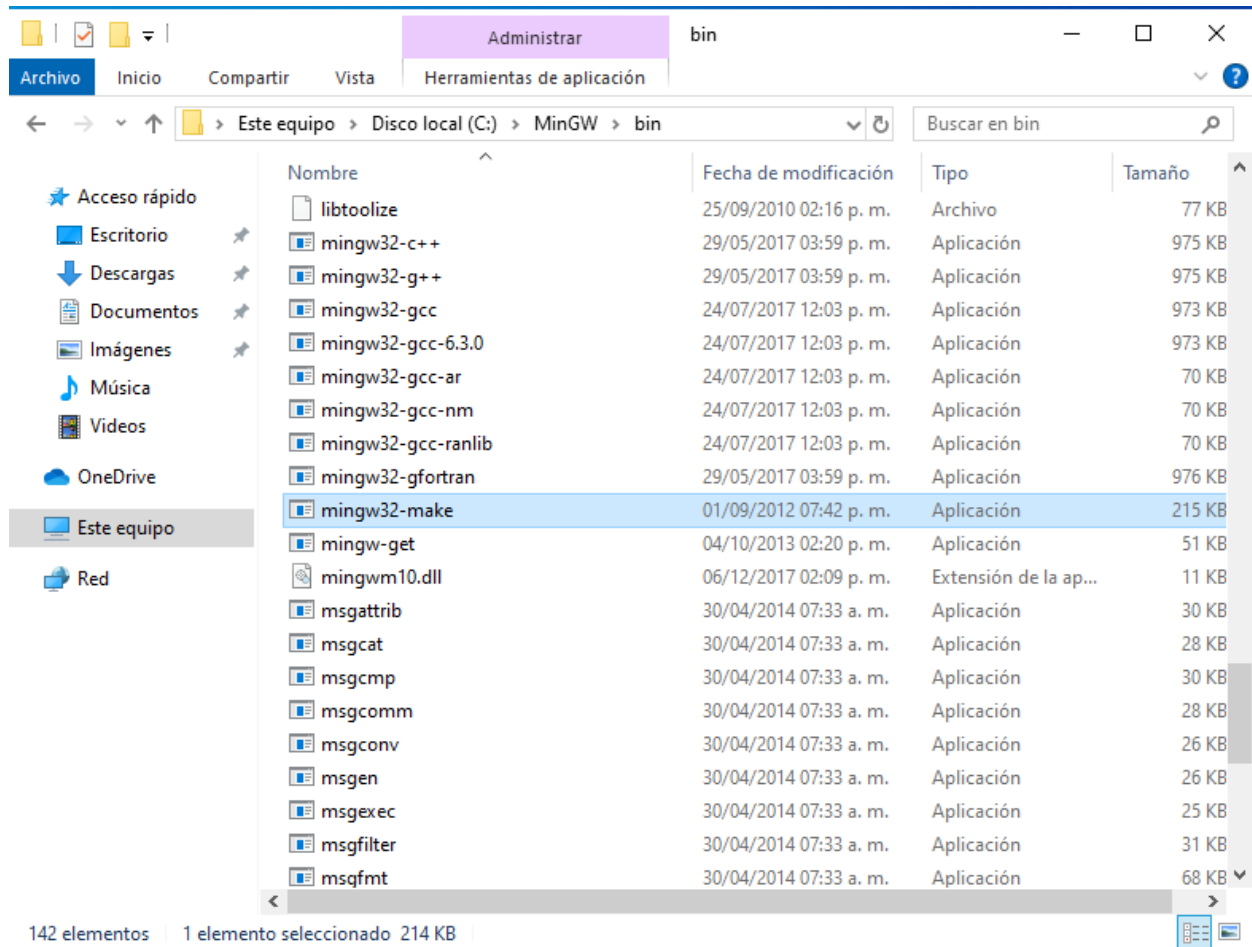 Administrar bin
Archivo Inicio Compartir Vista Herramientas de aplicación
Este equipo > Disco local (C:) > MinGW > bin Buscar en bin
Acceso rápido
Escritorio
Descargas
Documentos
Imágenes
Música
Videos
OneDrive
Este equipo
Red
Nombre Fecha de modificación Tipo Tamaño
libtoolize 25/09/2010 02:16 p. m. Archivo 77 KB
mingw32-c++ 29/05/2017 03:59 p. m. Aplicación 975 KB
mingw32-g++ 29/05/2017 03:59 p. m. Aplicación 975 KB
mingw32-gcc 24/07/2017 12:03 p. m. Aplicación 973 KB
mingw32-gcc-6.3.0 24/07/2017 12:03 p. m. Aplicación 973 KB
mingw32-gcc-ar 24/07/2017 12:03 p. m. Aplicación 70 KB
mingw32-gcc-nm 24/07/2017 12:03 p. m. Aplicación 70 KB
mingw32-gcc-ranlib 24/07/2017 12:03 p. m. Aplicación 70 KB
mingw32-gfortran 29/05/2017 03:59 p. m. Aplicación 976 KB
mingw32-make 01/09/2012 07:42 p. m. Aplicación 215 KB
mingw-get 04/10/2013 02:20 p. m. Aplicación 51 KB
mingwm10.dll 06/12/2017 02:09 p. m. Extensión de la ap... 11 KB
msgattrib 30/04/2014 07:33 a. m. Aplicación 30 KB
msgcat 30/04/2014 07:33 a. m. Aplicación 28 KB
msgcmp 30/04/2014 07:33 a. m. Aplicación 30 KB
msgcomm 30/04/2014 07:33 a. m. Aplicación 28 KB
msgconv 30/04/2014 07:33 a. m. Aplicación 26 KB
msgen 30/04/2014 07:33 a. m. Aplicación 26 KB
msgexec 30/04/2014 07:33 a. m. Aplicación 25 KB
msgfilter 30/04/2014 07:33 a. m. Aplicación 31 KB
msgfmt 30/04/2014 07:33 a. m. Aplicación 68 KB
142 elementos 1 elemento seleccionado 214 KB